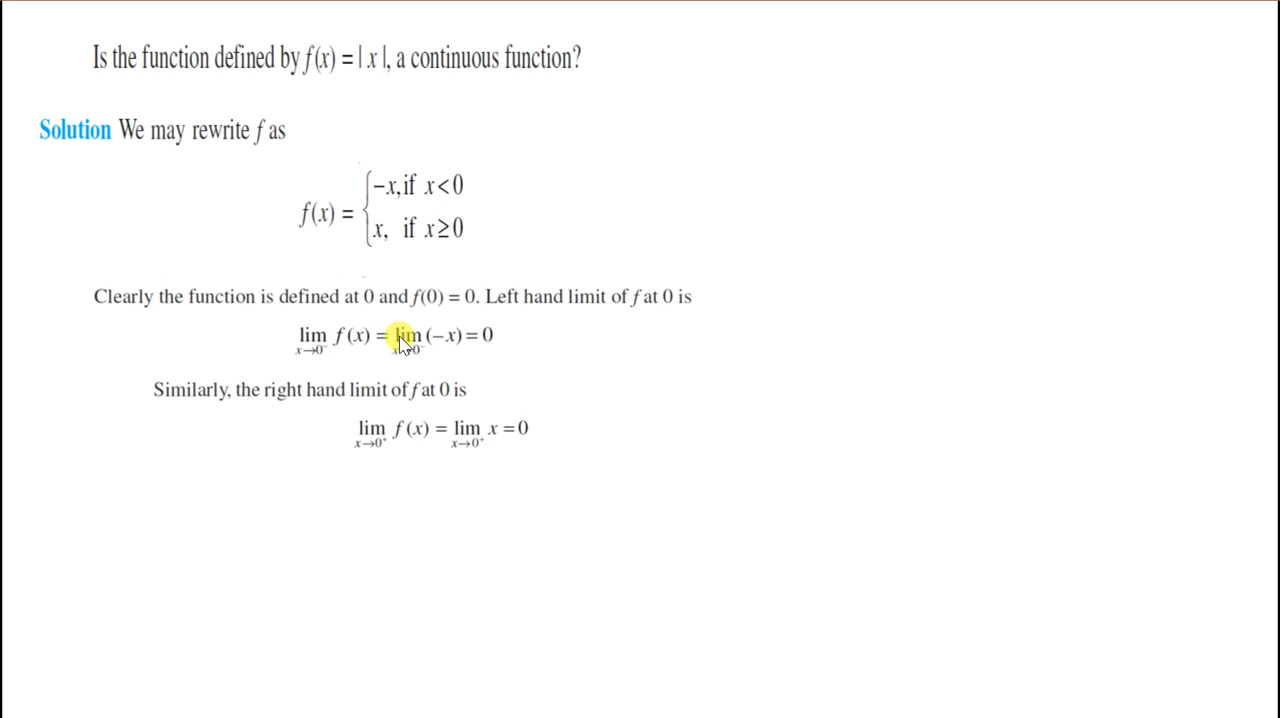 Is the function defined by f(x) = | x |, a continuous function?
Solution We may rewrite f as
f(x) = { −x, if x < 0
x, if x ≥ 0
Clearly the function is defined at 0 and f(0) = 0. Left hand limit of f at 0 is
lim x→0⁻ f(x) = lim x→0⁻ (−x) = 0
Similarly, the right hand limit of f at 0 is
lim x→0⁺ f(x) = lim x→0⁺ x = 0